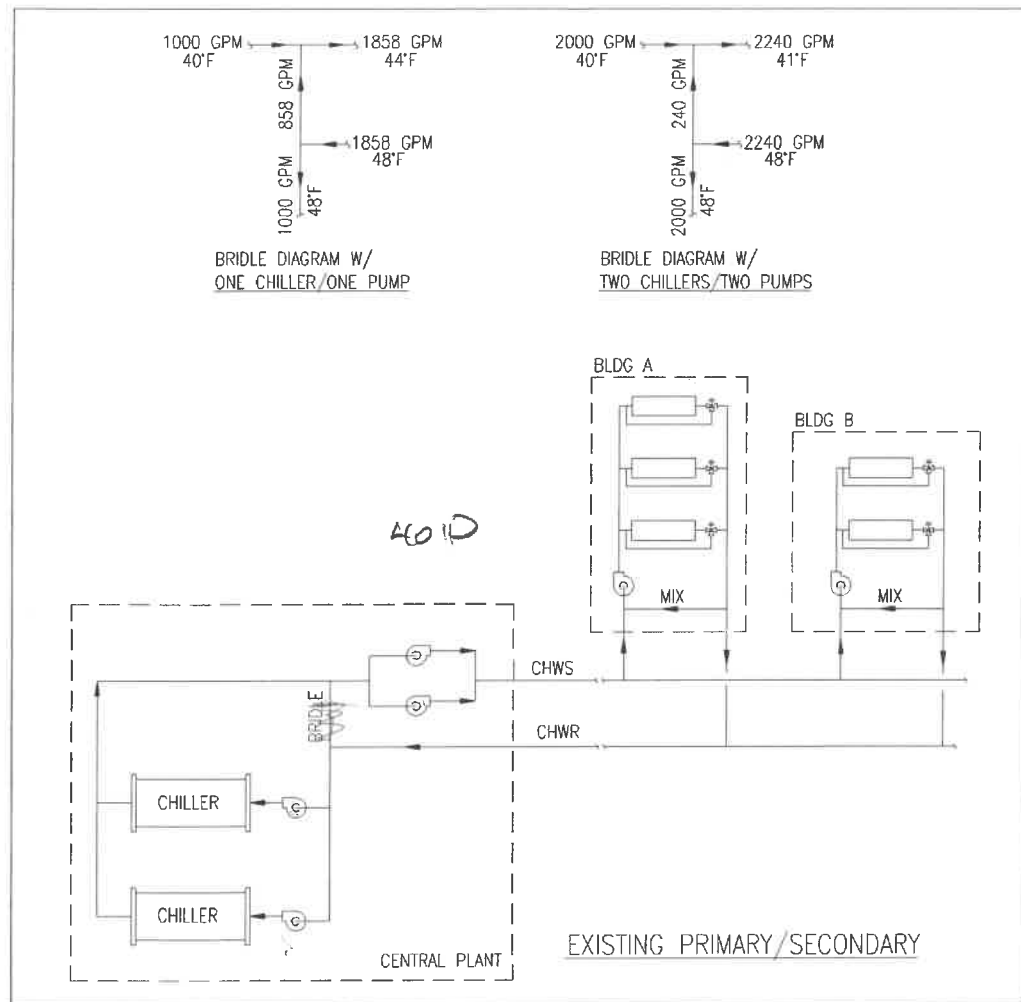 1000 GPM
40°F
1858 GPM
44°F
858 GPM
1858 GPM
48°F
1000 GPM
48°F
BRIDLE DIAGRAM W/
ONE CHILLER/ONE PUMP
2000 GPM
40°F
2240 GPM
41°F
240 GPM
2240 GPM
48°F
2000 GPM
48°F
BRIDLE DIAGRAM W/
TWO CHILLERS/TWO PUMPS
BLDG A
MIX
BLDG B
MIX
BRIDLE
CHWS
CHWR
CHILLER
CHILLER
CENTRAL PLANT
EXISTING PRIMARY/SECONDARY